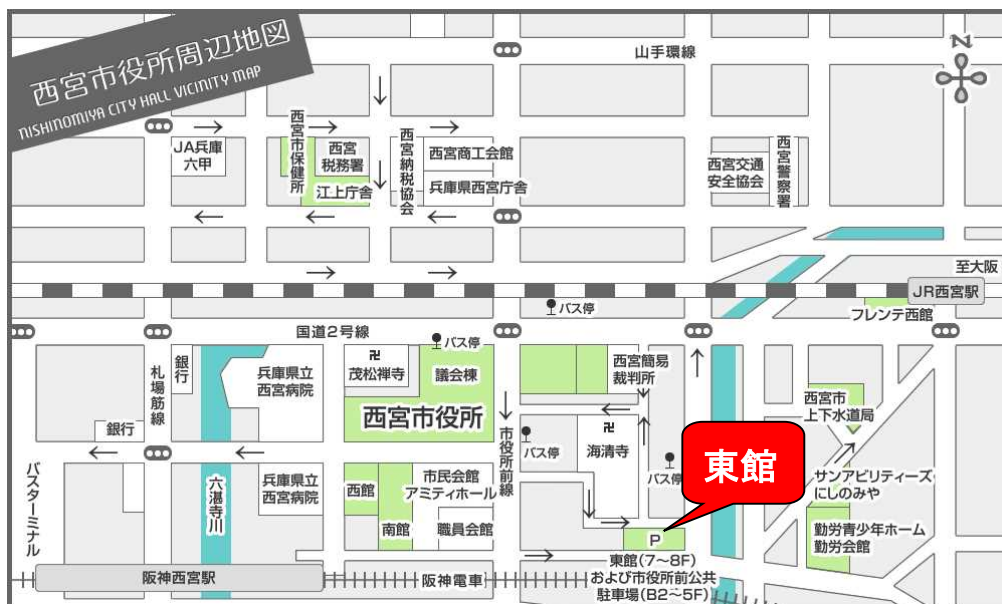 西宮市役所周辺地図
NISHINOMIYA CITY HALL VICINITY MAP
山手環線
N
JA兵庫
六甲
西宮市保健所
西宮
税務署
江上庁舎
西宮納税協会
西宮商工会館
兵庫県西宮庁舎
西宮交通
安全協会
西宮警察署
至大阪
JR西宮駅
フレンテ西館
バス停
国道2号線
バス停
札場筋線
銀行
兵庫県立
西宮病院
卍
茂松禅寺
議会棟
西宮市役所
西宮簡易
裁判所
西宮市
上下水道局
銀行
市役所前線
バス停
卍
海清寺
バス停
東館
サンアビリティーズ
にしのみや
バスターミナル
六湛寺川
兵庫県立
西宮病院
西館
南館
市民会館
アミティホール
職員会館
P
勤労青少年ホーム
勤労会館
東館(7~8F)
および市役所前公共
駐車場(B2~5F)
阪神西宮駅
阪神電車